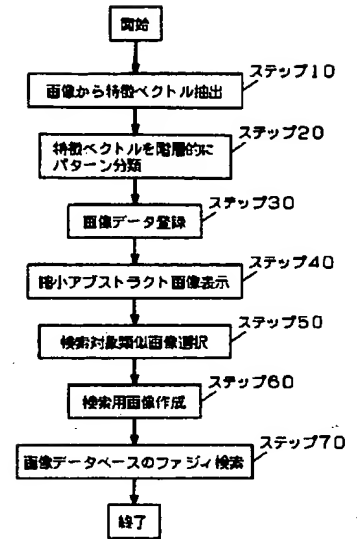 開始
ステップ10
画像から特徴ベクトル抽出
ステップ20
特徴ベクトルを階層的に
パターン分類
ステップ30
画像データ登録
ステップ40
縮小アブストラクト画像表示
ステップ50
検索対象類似画像選択
ステップ60
検索用画像作成
ステップ70
画像データベースのファジィ検索
終了